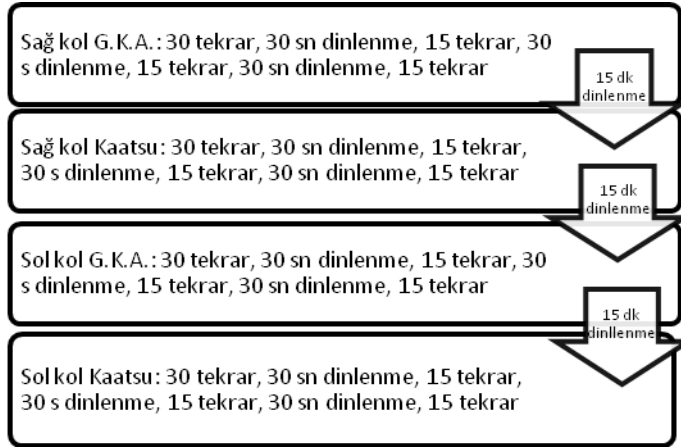 Sağ kol G.K.A.: 30 tekrar, 30 sn dinlenme, 15 tekrar, 30
s dinlenme, 15 tekrar, 30 sn dinlenme, 15 tekrar
15 dk
dinlenme
Sağ kol Kaatsu: 30 tekrar, 30 sn dinlenme, 15 tekrar,
30 s dinlenme, 15 tekrar, 30 sn dinlenme, 15 tekrar
15 dk
dinlenme
Sol kol G.K.A.: 30 tekrar, 30 sn dinlenme, 15 tekrar, 30
s dinlenme, 15 tekrar, 30 sn dinlenme, 15 tekrar
15 dk
dinllenme
Sol kol Kaatsu: 30 tekrar, 30 sn dinlenme, 15 tekrar,
30 s dinlenme, 15 tekrar, 30 sn dinlenme, 15 tekrar